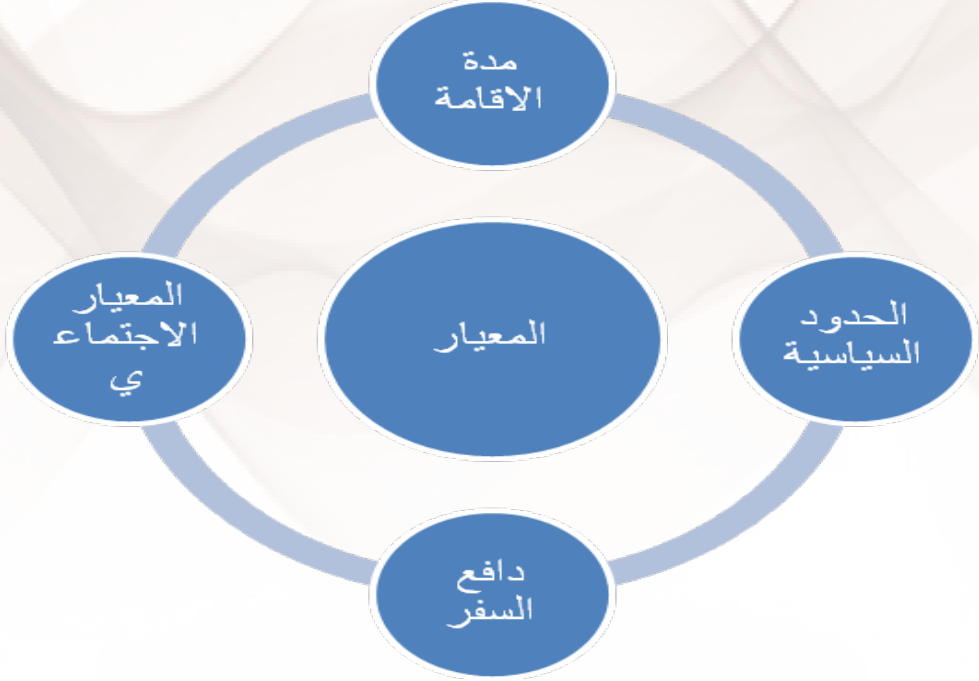 مدة
الاقامة
الحدود
السياسية
المعيار
المعيار
الاجتماع
ي
دافع
السفر